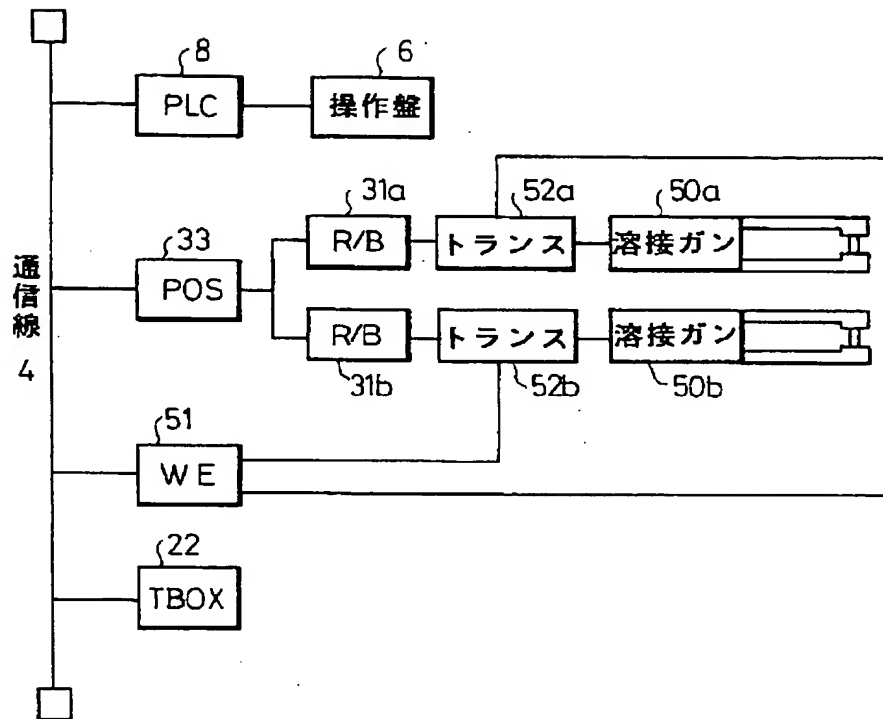 8
6
PLC
操作盤
31a
52a
50a
R/B
トランス
溶接ガン
33
POS
通信線 4
R/B
トランス
溶接ガン
31b
52b
50b
51
WE
22
TBOX